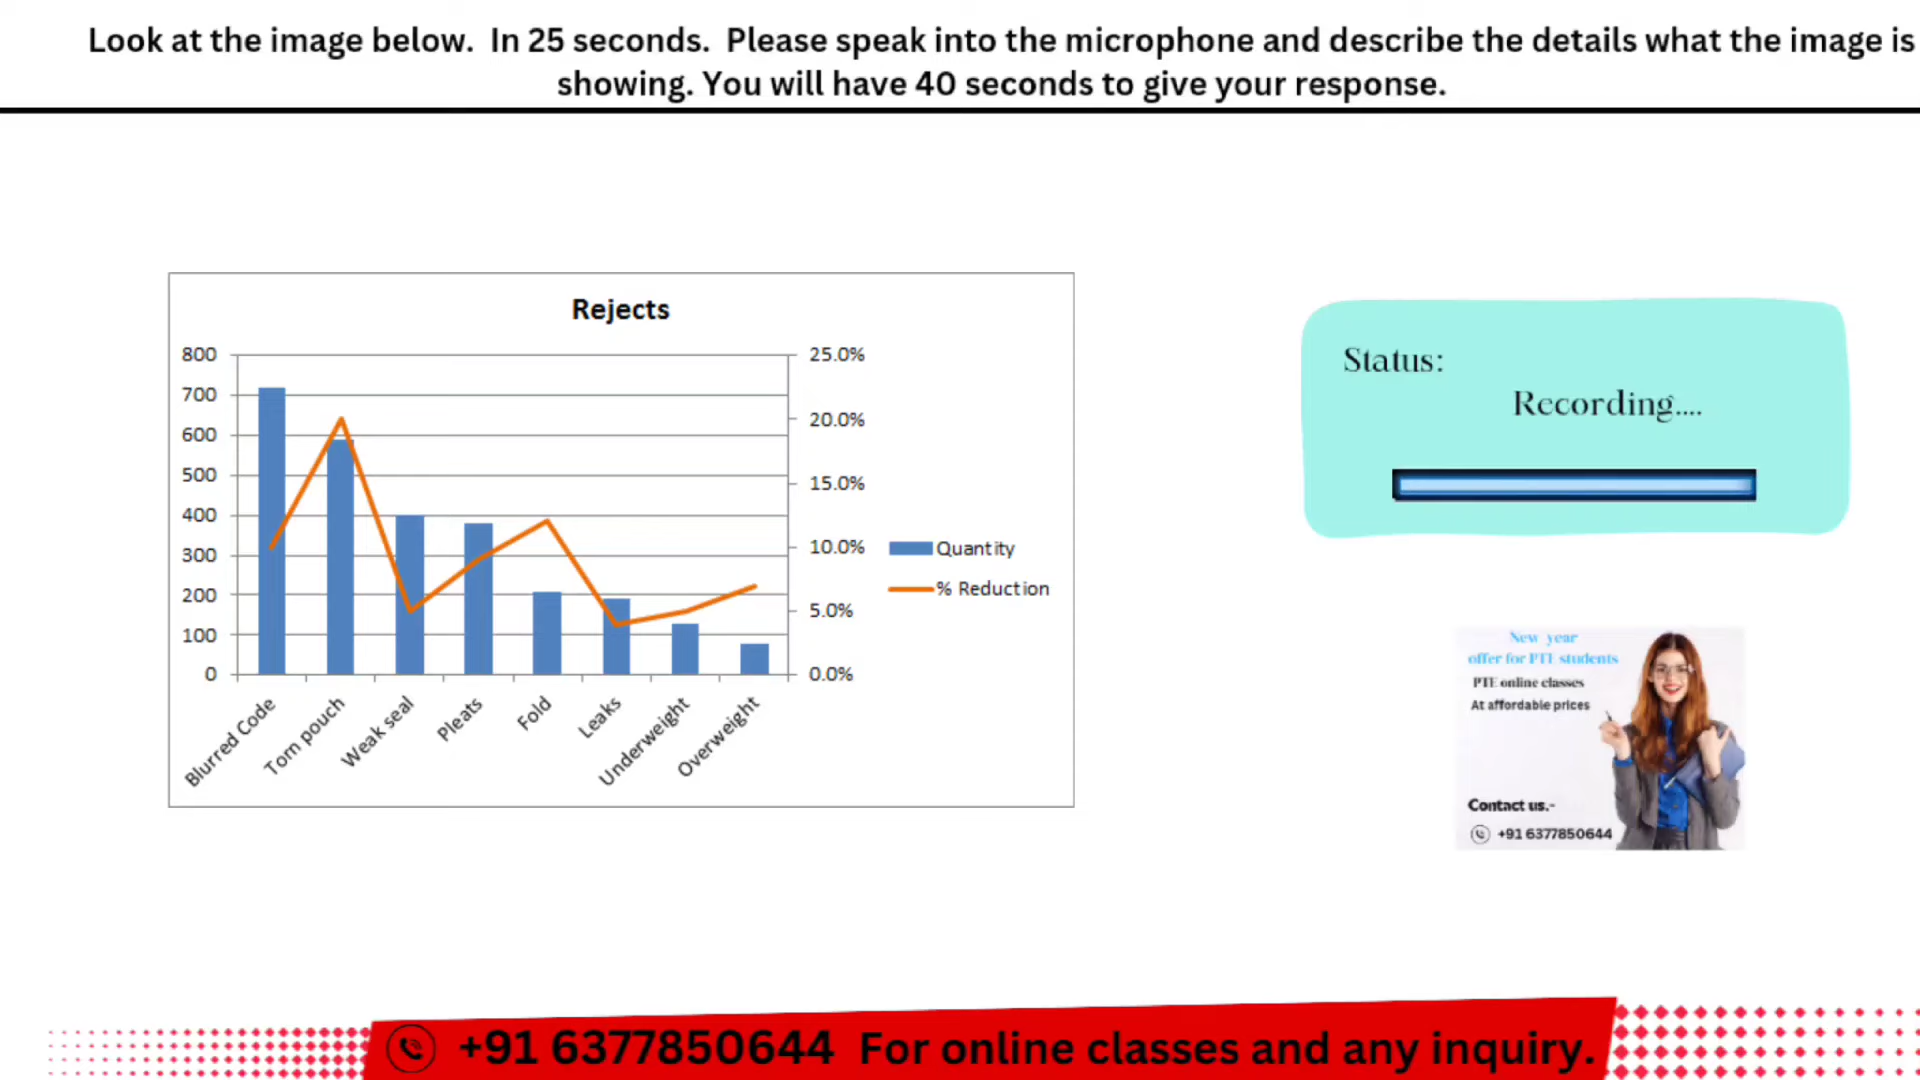 Look at the image below. In 25 seconds. Please speak into the microphone and describe the details what the image is
showing. You will have 40 seconds to give your response.
Rejects
800
700
600
500
400
300
200
100
0
25.0%
20.0%
15.0%
10.0%
5.0%
0.0%
Blurred Code
Torn pouch
Weak seal
Pleats
Fold
Leaks
Underweight
Overweight
Quantity
% Reduction
Status:
Recording....
New year
offer for PTE students
PTE online classes
At affordable prices
Contact us.-
+91 6377850644
+91 6377850644 For online classes and any inquiry.